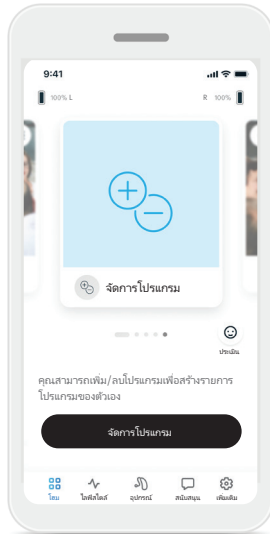 9:41
100% L
R 100%
จัดการโปรแกรม
ประเมิน
คุณสามารถเพิ่ม/ลบโปรแกรมเพื่อสร้างรายการ
โปรแกรมของตัวเอง
จัดการโปรแกรม
โฮม ไลฟ์สไตล์ อุปกรณ์ สนับสนุน เพิ่มเติม